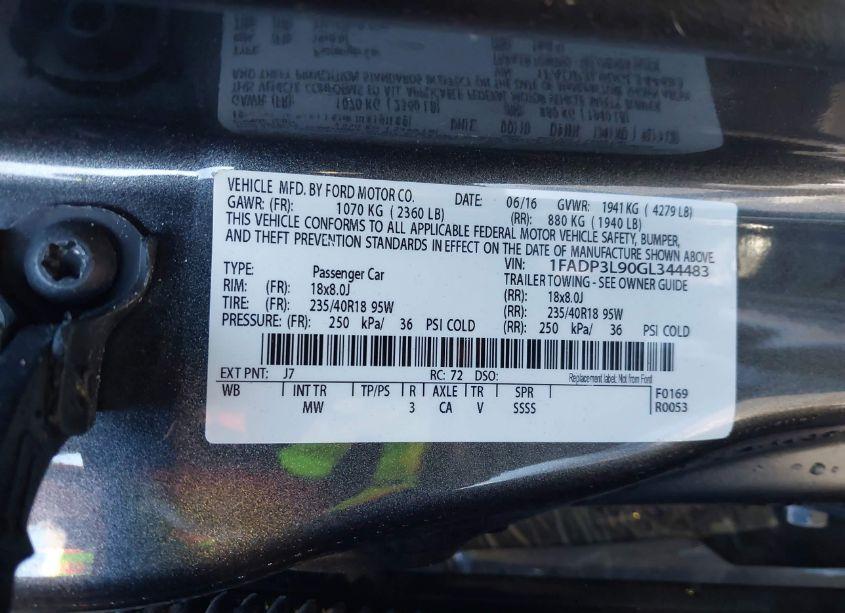 VEHICLE MFD. BY FORD MOTOR CO. DATE: 06/16 GVWR: 1941 KG ( 4279 LB)
GAWR: (FR): 1070 KG ( 2360 LB) (RR): 880 KG ( 1940 LB)
THIS VEHICLE CONFORMS TO ALL APPLICABLE FEDERAL MOTOR VEHICLE SAFETY, BUMPER,
AND THEFT PREVENTION STANDARDS IN EFFECT ON THE DATE OF MANUFACTURE SHOWN ABOVE.
VIN: 1FADP3L90GL344483
TYPE: Passenger Car TRAILER TOWING - SEE OWNER GUIDE
RIM: (FR): 18x8.0J (RR): 18x8.0J
TIRE: (FR): 235/40R18 95W (RR): 235/40R18 95W
PRESSURE: (FR): 250 kPa/ 36 PSI COLD (RR): 250 kPa/ 36 PSI COLD
EXT PNT: J7 RC: 72 DSO: Replacement label: Not from Ford
WB INT TR TP/PS R AXLE TR SPR F0169
MW 3 CA V SSSS R0053